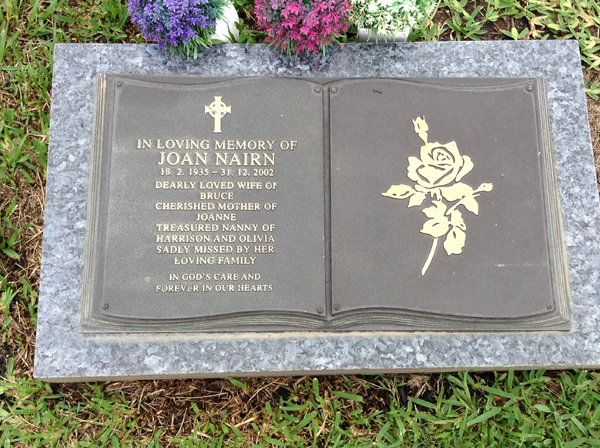 IN LOVING MEMORY OF
JOAN NAIRN
18. 2. 1935 – 31. 12. 2002
DEARLY LOVED WIFE OF
BRUCE
CHERISHED MOTHER OF
JOANNE
TREASURED NANNY OF
HARRISON AND OLIVIA
SADLY MISSED BY HER
LOVING FAMILY
IN GOD'S CARE AND
FOREVER IN OUR HEARTS